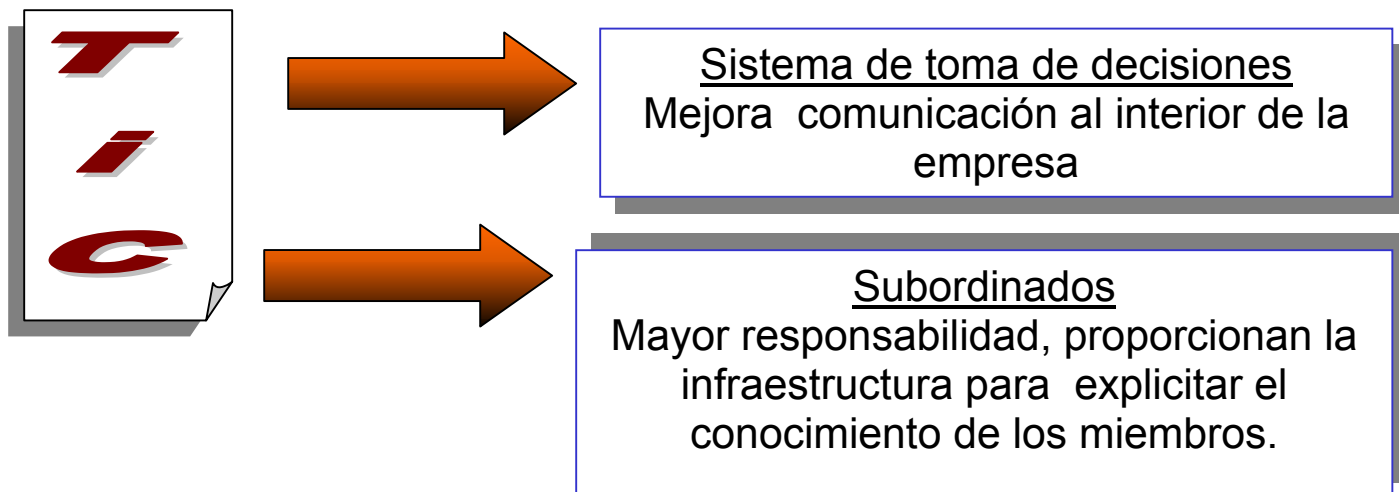 T
i
C
Sistema de toma de decisiones
Mejora comunicación al interior de la
empresa
Subordinados
Mayor responsabilidad, proporcionan la
infraestructura para explicitar el
conocimiento de los miembros.